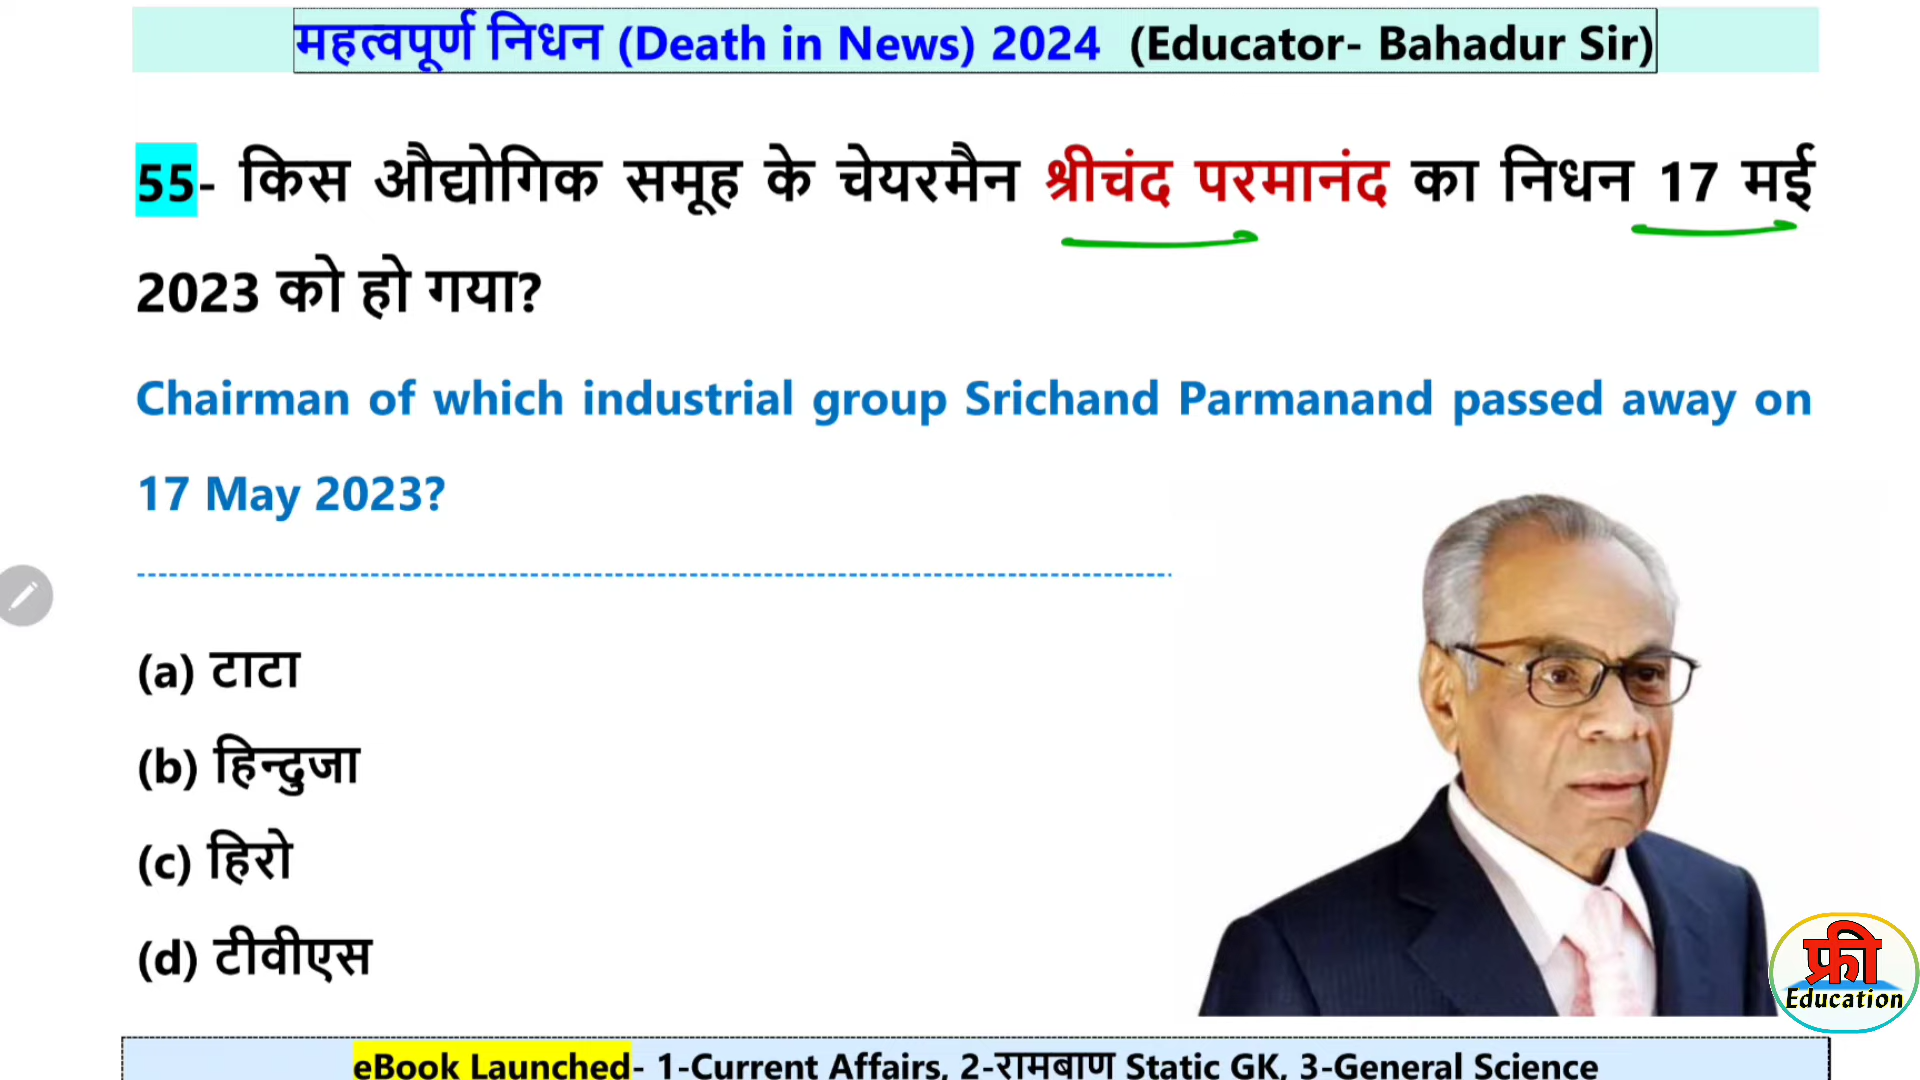 महत्वपूर्ण निधन (Death in News) 2024 (Educator- Bahadur Sir)
55- किस औद्योगिक समूह के चेयरमैन श्रीचंद परमानंद का निधन 17 मई
2023 को हो गया?
Chairman of which industrial group Srichand Parmanand passed away on
17 May 2023?
(a) टाटा
(b) हिन्दुजा
(c) हिरो
(d) टीवीएस
फ्री
Education
eBook Launched- 1-Current Affairs, 2-रामबाण Static GK, 3-General Science